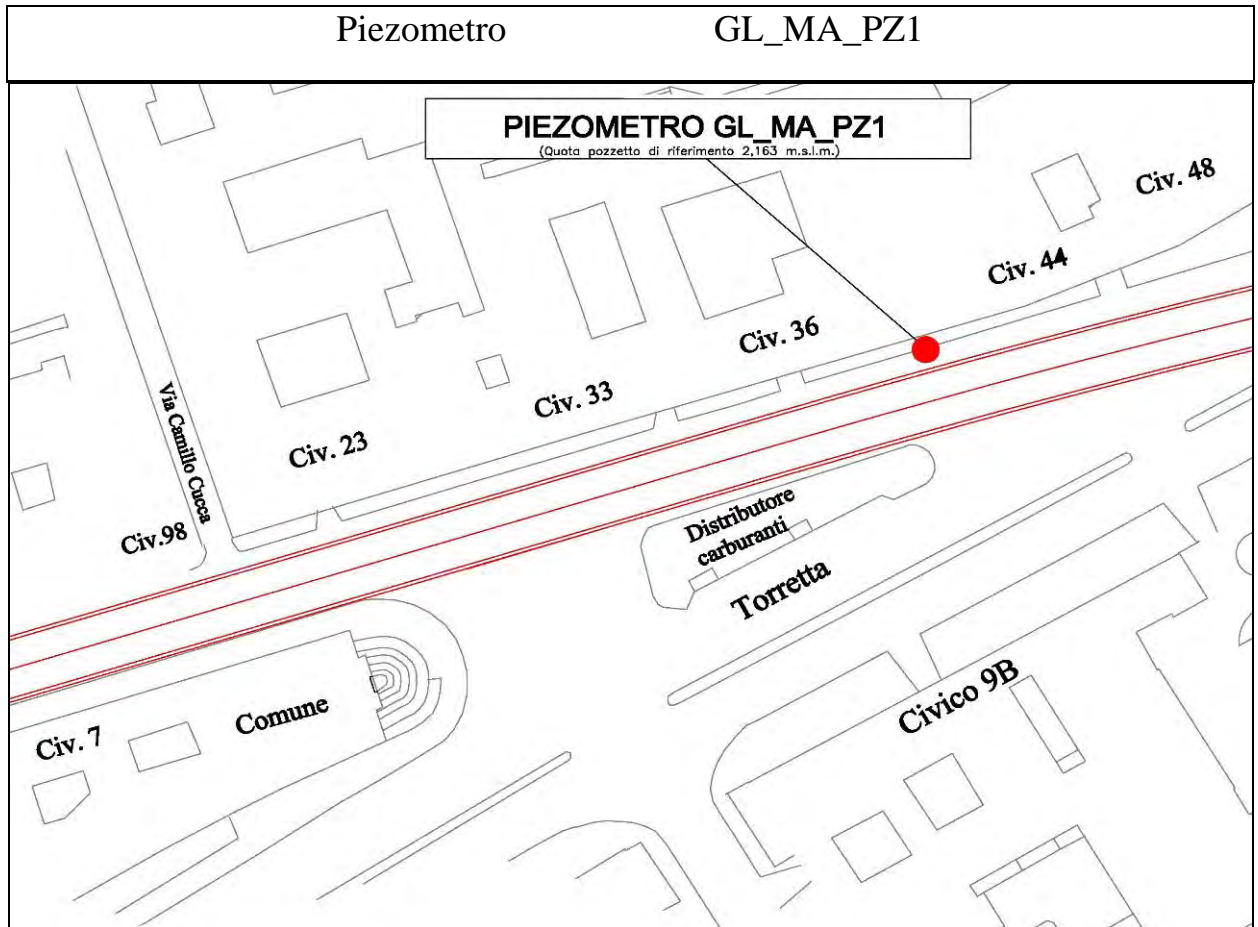 Piezometro GL_MA_PZ1
PIEZOMETRO GL_MA_PZ1
(Quota pozzetto di riferimento 2,163 m.s.l.m.)
Civ. 48
Civ. 44
Civ. 36
Civ. 33
Civ. 23
Via Camillo Cucca
Civ.98
Distributore
carburanti
Torretta
Civico 9B
Comune
Civ. 7